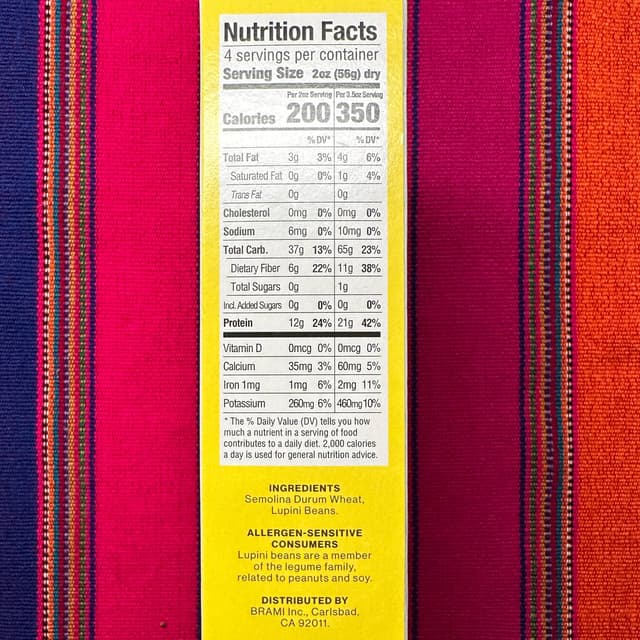 Nutrition Facts
4 servings per container
Serving Size 2oz (56g) dry
Per 2oz Serving Per 3.5oz Serving
Calories 200 350
% DV* % DV*
Total Fat 3g 3% 4g 6%
Saturated Fat 0g 0% 1g 4%
Trans Fat 0g 0g
Cholesterol 0mg 0% 0mg 0%
Sodium 6mg 0% 10mg 0%
Total Carb. 37g 13% 65g 23%
Dietary Fiber 6g 22% 11g 38%
Total Sugars 0g 1g
Incl. Added Sugars 0g 0% 0g 0%
Protein 12g 24% 21g 42%
Vitamin D 0mcg 0% 0mcg 0%
Calcium 35mg 3% 60mg 5%
Iron 1mg 1mg 6% 2mg 11%
Potassium 260mg 6% 460mg 10%
* The % Daily Value (DV) tells you how
much a nutrient in a serving of food
contributes to a daily diet. 2,000 calories
a day is used for general nutrition advice.
INGREDIENTS
Semolina Durum Wheat,
Lupini Beans.
ALLERGEN-SENSITIVE
CONSUMERS
Lupini beans are a member
of the legume family,
related to peanuts and soy.
DISTRIBUTED BY
BRAMI Inc., Carlsbad,
CA 92011.